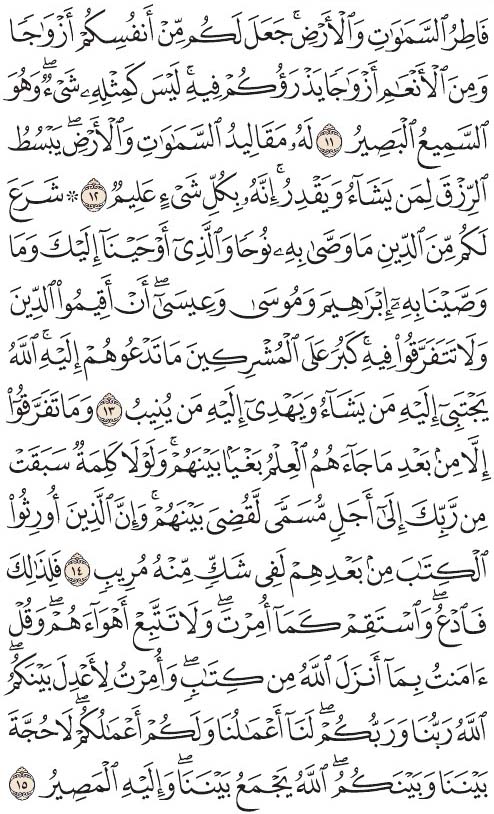 فَاطِرُ ٱلسَّمَٰوَٰتِ وَٱلْأَرْضِۚ جَعَلَ لَكُم مِّنْ أَنفُسِكُمْ أَزْوَٰجًا
وَمِنَ ٱلْأَنْعَٰمِ أَزْوَٰجًا يَذْرَؤُكُمْ فِيهِۚ لَيْسَ كَمِثْلِهِۦ شَىْءٌۖ وَهُوَ
ٱلسَّمِيعُ ٱلْبَصِيرُ ١١ لَهُۥ مَقَالِيدُ ٱلسَّمَٰوَٰتِ وَٱلْأَرْضِۖ يَبْسُطُ
ٱلرِّزْقَ لِمَن يَشَآءُ وَيَقْدِرُۚ إِنَّهُۥ بِكُلِّ شَىْءٍ عَلِيمٌ ١٢ ۞ شَرَعَ
لَكُم مِّنَ ٱلدِّينِ مَا وَصَّىٰ بِهِۦ نُوحًا وَٱلَّذِىٓ أَوْحَيْنَآ إِلَيْكَ وَمَا
وَصَّيْنَا بِهِۦٓ إِبْرَٰهِيمَ وَمُوسَىٰ وَعِيسَىٰٓۖ أَنْ أَقِيمُوا۟ ٱلدِّينَ
وَلَا تَتَفَرَّقُوا۟ فِيهِۚ كَبُرَ عَلَى ٱلْمُشْرِكِينَ مَا تَدْعُوهُمْ إِلَيْهِۚ ٱللَّهُ
يَجْتَبِىٓ إِلَيْهِ مَن يَشَآءُ وَيَهْدِىٓ إِلَيْهِ مَن يُنِيبُ ١٣ وَمَا تَفَرَّقُوٓا۟
إِلَّا مِنۢ بَعْدِ مَا جَآءَهُمُ ٱلْعِلْمُ بَغْيًۢا بَيْنَهُمْۚ وَلَوْلَا كَلِمَةٌ سَبَقَتْ
مِن رَّبِّكَ إِلَىٰٓ أَجَلٍ مُّسَمًّى لَّقُضِىَ بَيْنَهُمْۚ وَإِنَّ ٱلَّذِينَ أُورِثُوا۟
ٱلْكِتَٰبَ مِنۢ بَعْدِهِمْ لَفِى شَكٍّ مِّنْهُ مُرِيبٍ ١٤ فَلِذَٰلِكَ
فَٱدْعُۖ وَٱسْتَقِمْ كَمَآ أُمِرْتَۖ وَلَا تَتَّبِعْ أَهْوَآءَهُمْۖ وَقُلْ
ءَامَنتُ بِمَآ أَنزَلَ ٱللَّهُ مِن كِتَٰبٍۖ وَأُمِرْتُ لِأَعْدِلَ بَيْنَكُمُۖ
ٱللَّهُ رَبُّنَا وَرَبُّكُمْۖ لَنَآ أَعْمَٰلُنَا وَلَكُمْ أَعْمَٰلُكُمْۖ لَا حُجَّةَ
بَيْنَنَا وَبَيْنَكُمُۖ ٱللَّهُ يَجْمَعُ بَيْنَنَاۖ وَإِلَيْهِ ٱلْمَصِيرُ ١٥